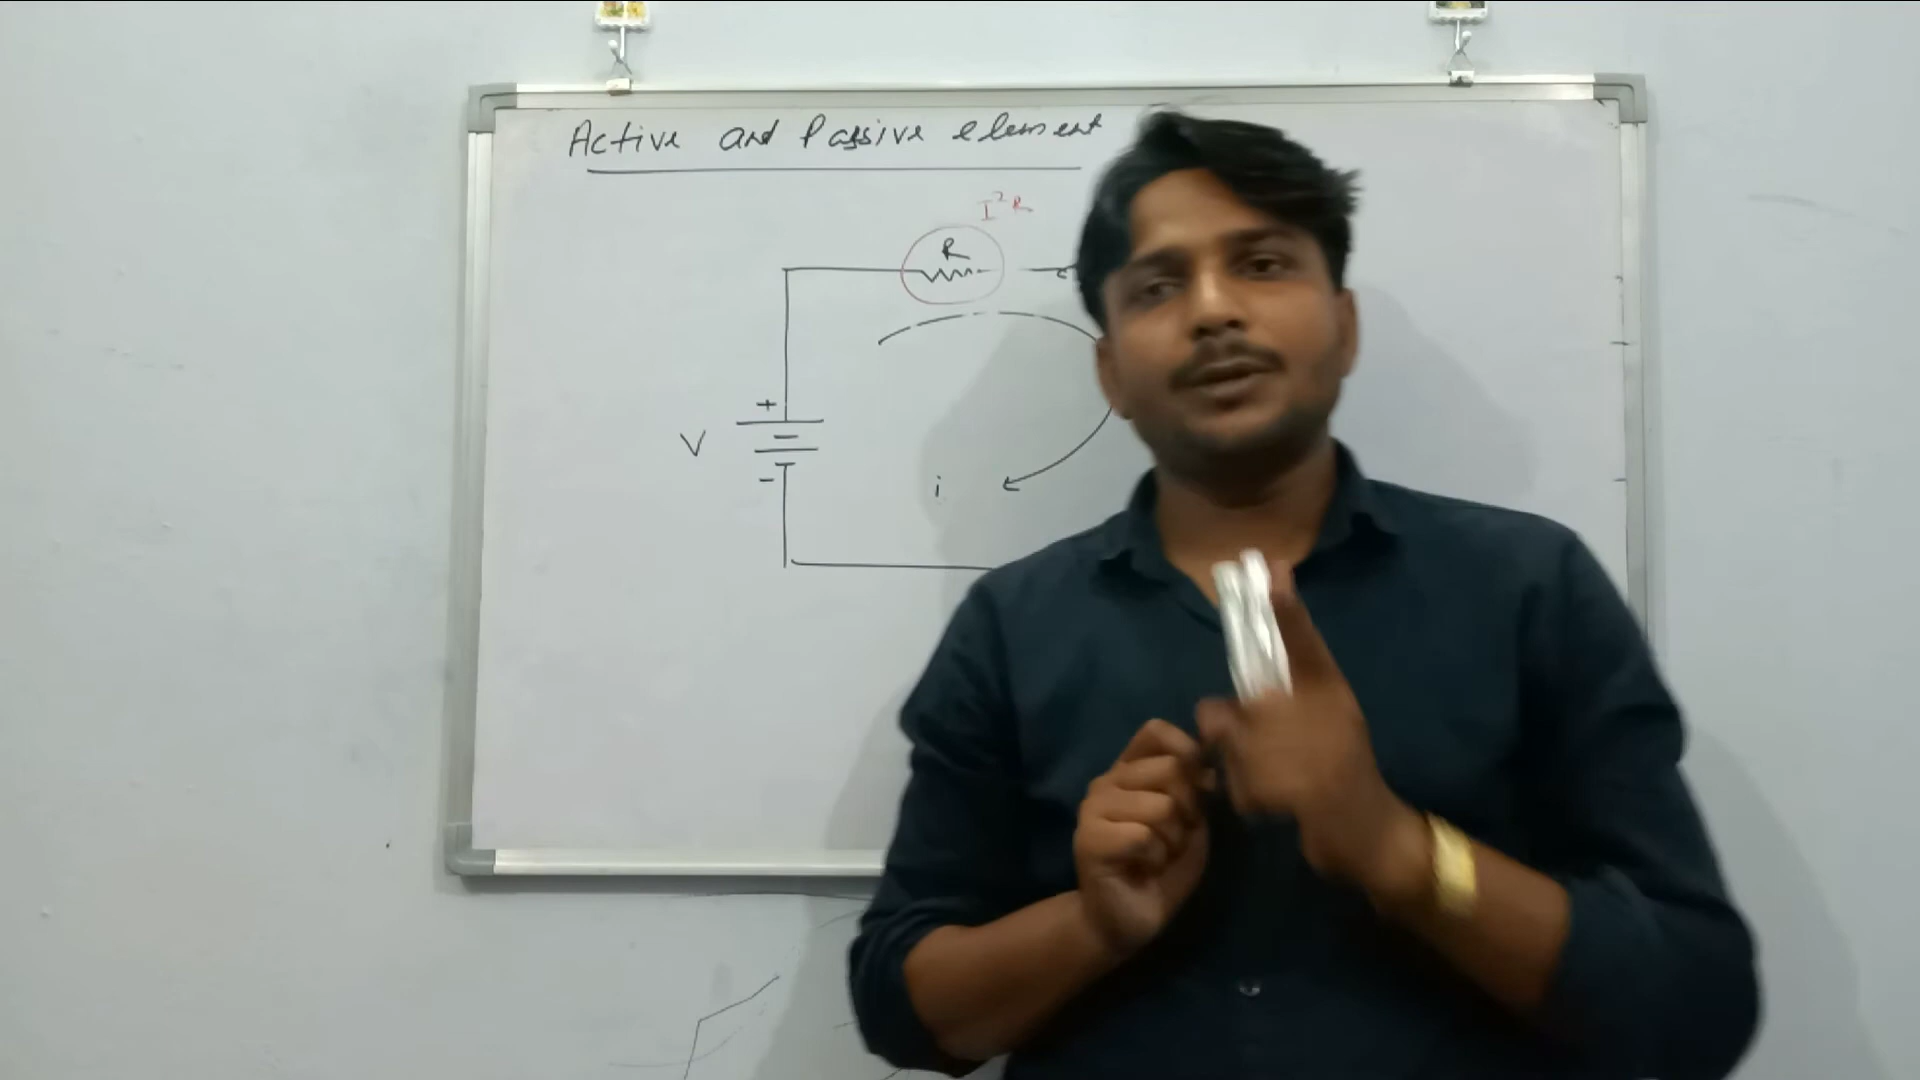 Active and Passive element
I²R
R
+
V
-
i